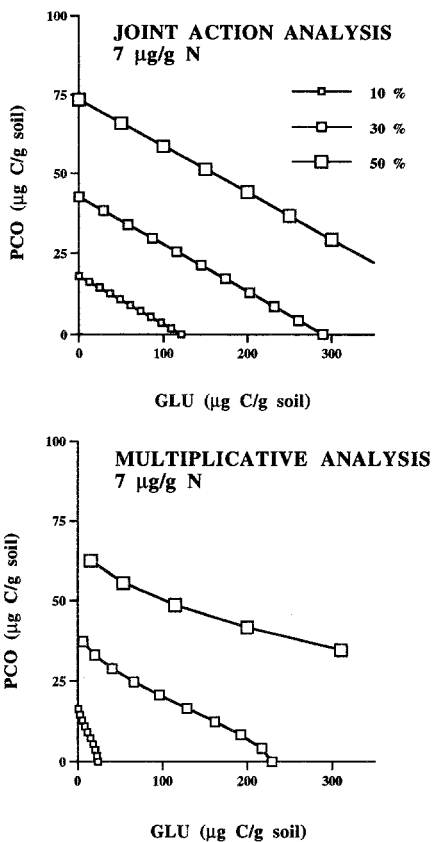 JOINT ACTION ANALYSIS
7 μg/g N
10 %
30 %
50 %
100
75
50
25
0
0 100 200 300
PCO (μg C/g soil)
GLU (μg C/g soil)
MULTIPLICATIVE ANALYSIS
7 μg/g N
100
75
50
25
0
0 100 200 300
PCO (μg C/g soil)
GLU (μg C/g soil)